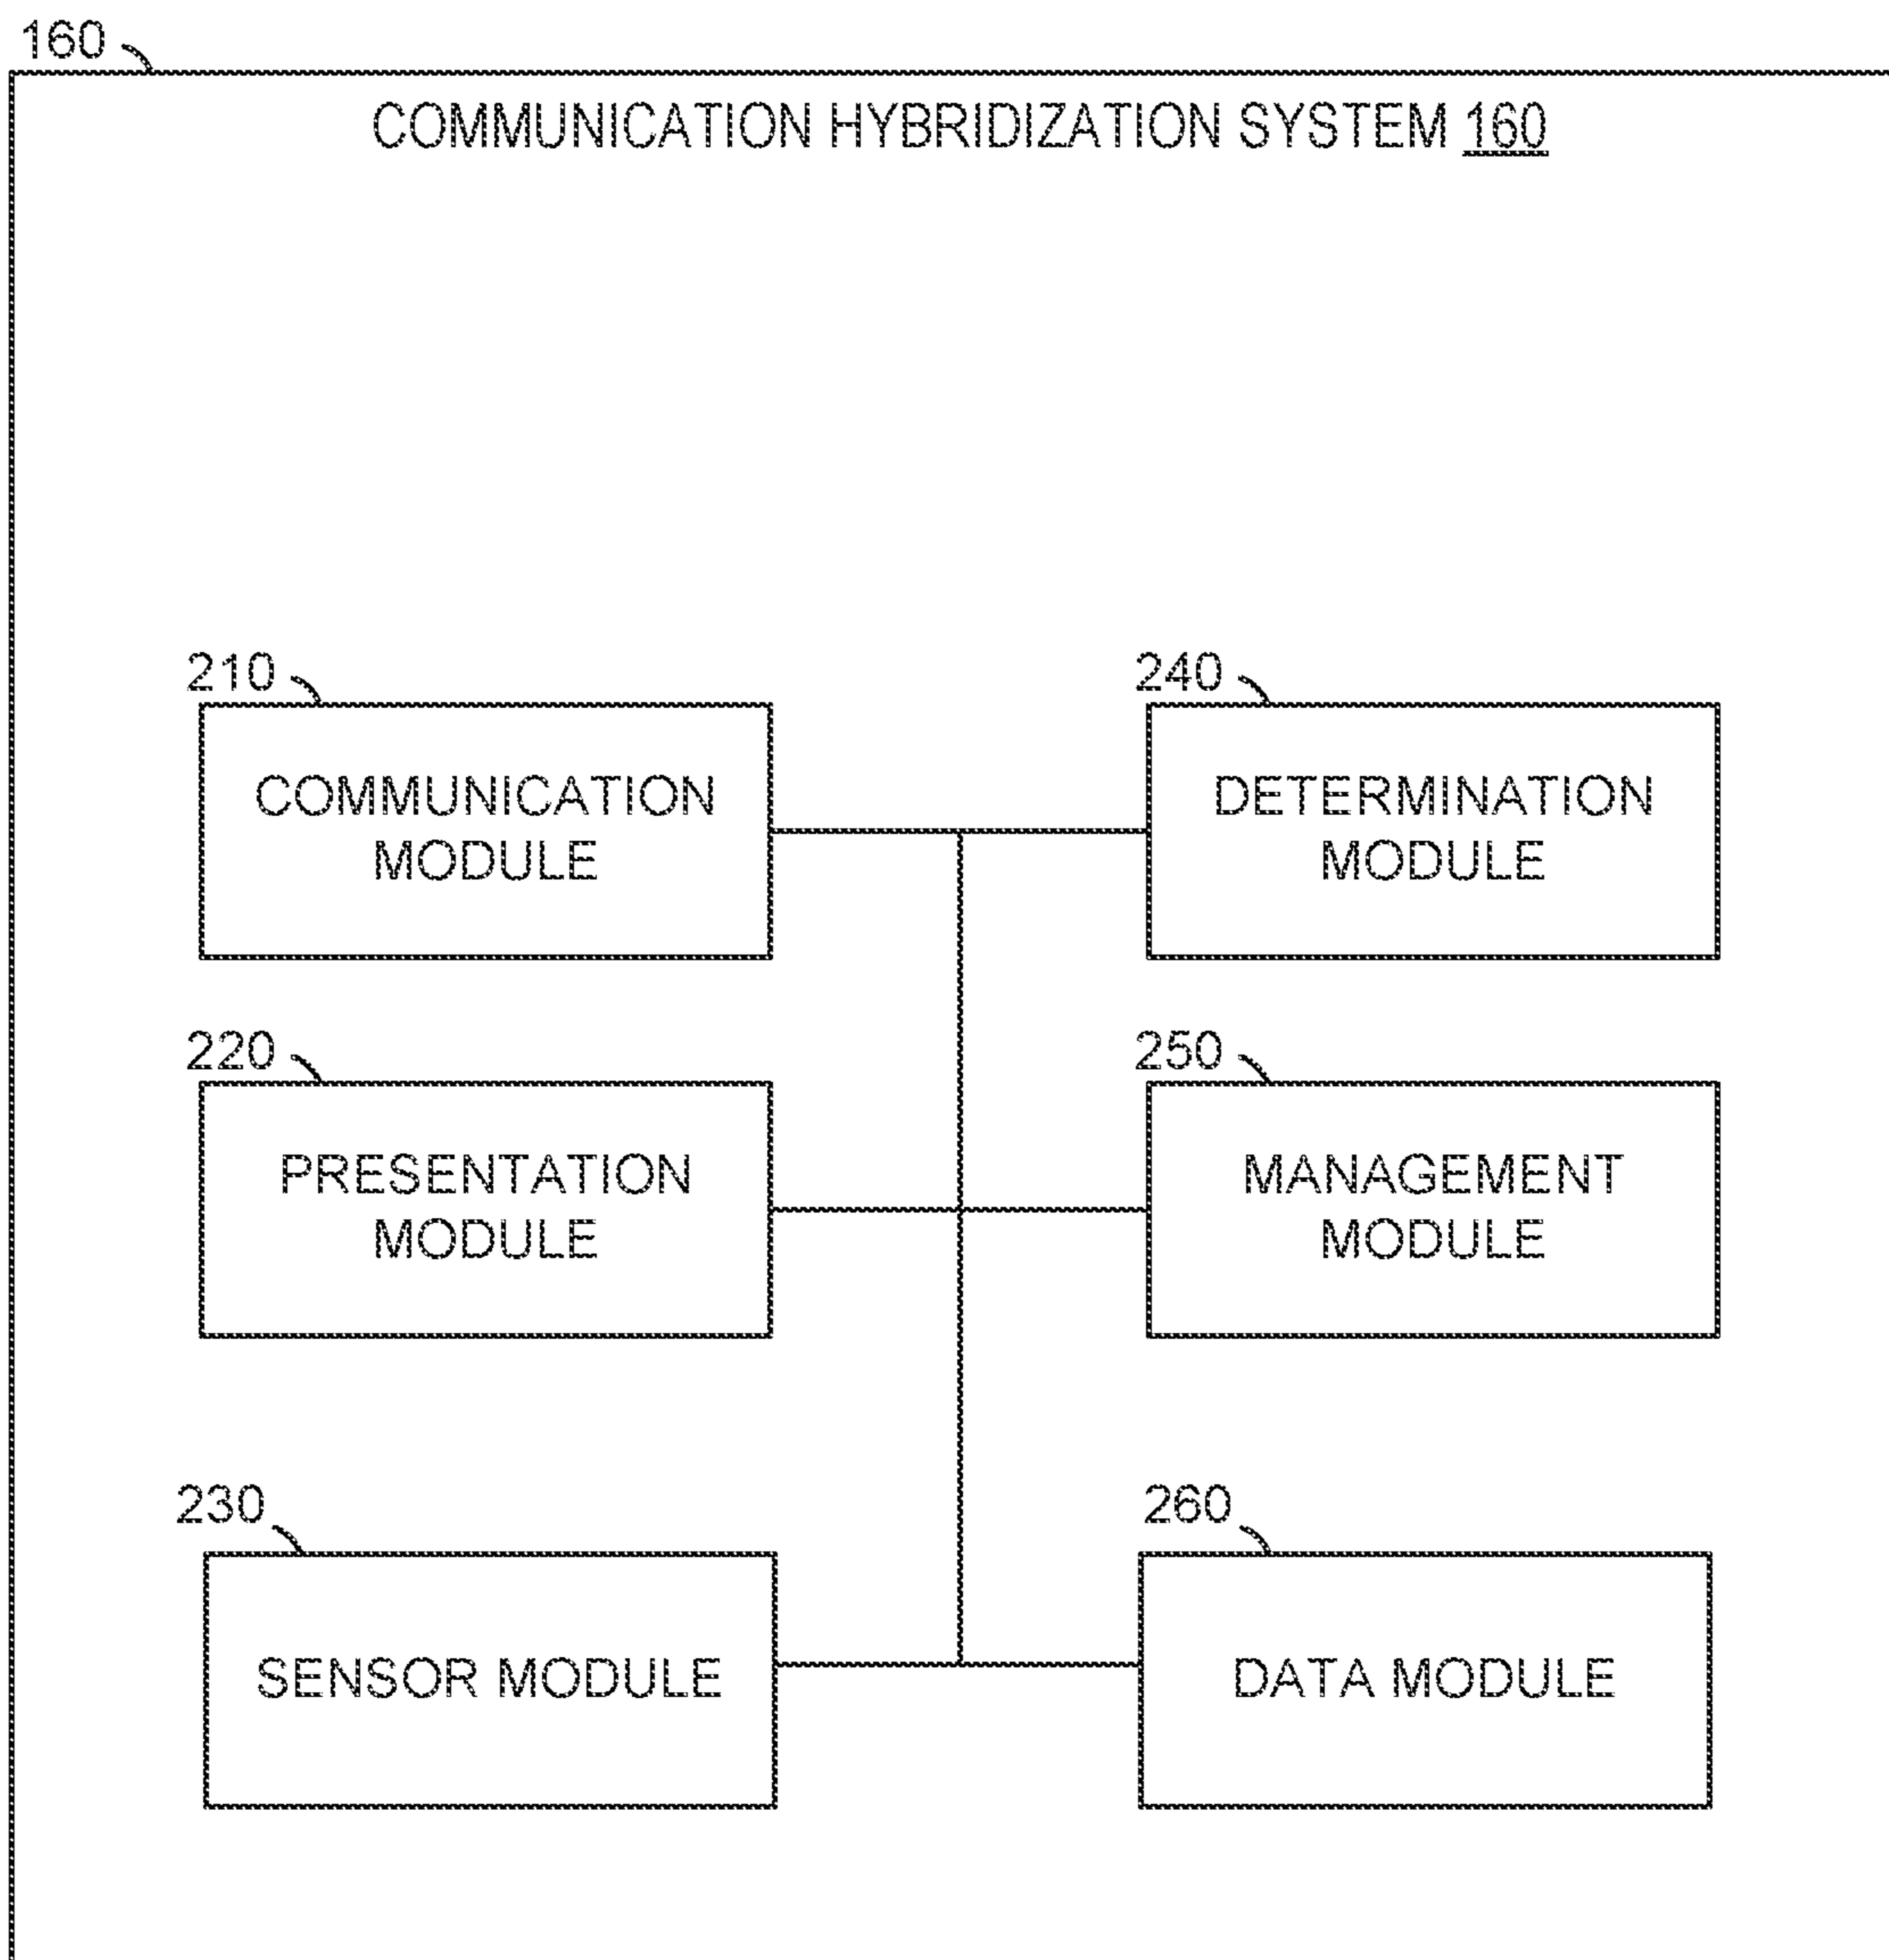 160
COMMUNICATION HYBRIDIZATION SYSTEM 160
210
COMMUNICATION
MODULE
240
DETERMINATION
MODULE
220
PRESENTATION
MODULE
250
MANAGEMENT
MODULE
230
SENSOR MODULE
260
DATA MODULE